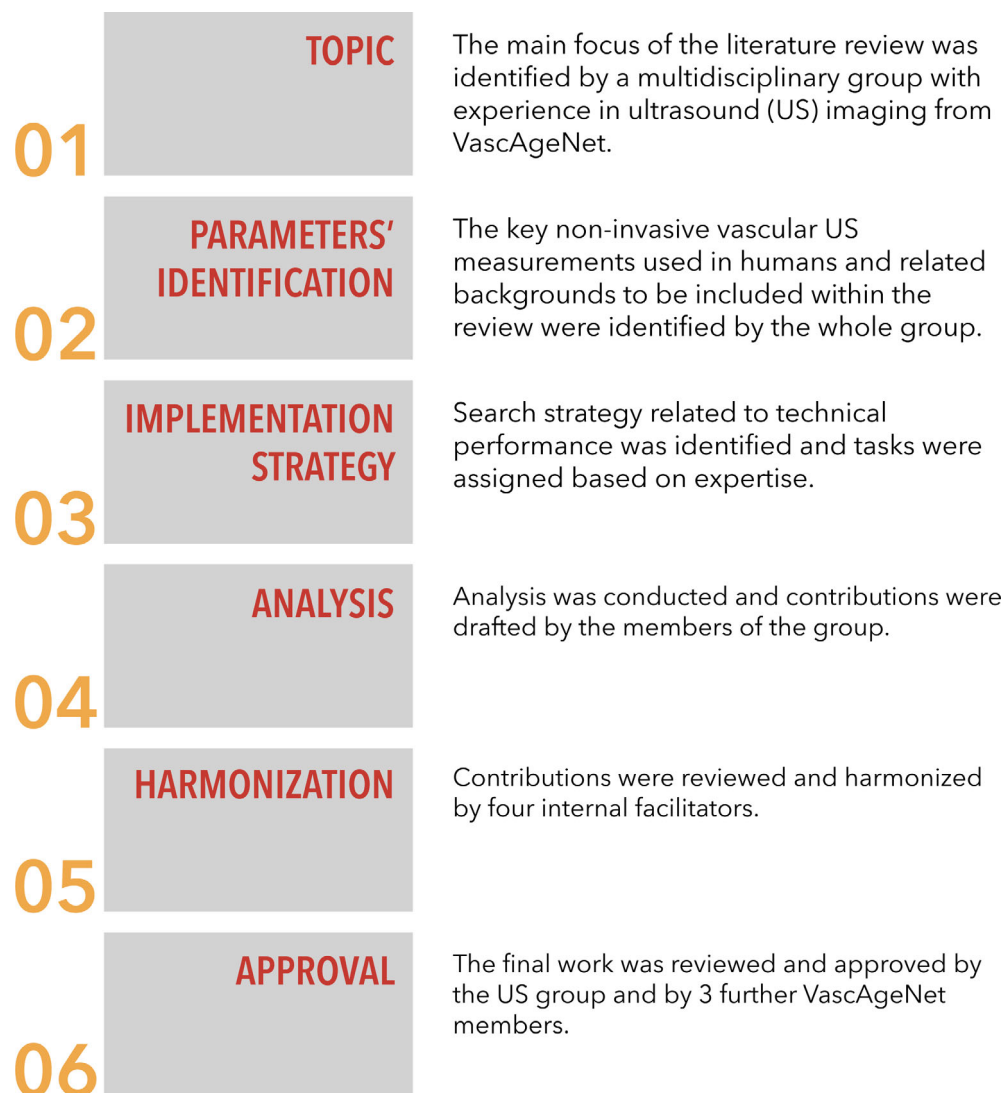 TOPIC
01
The main focus of the literature review was
identified by a multidisciplinary group with
experience in ultrasound (US) imaging from
VascAgeNet.
PARAMETERS'
IDENTIFICATION
02
The key non-invasive vascular US
measurements used in humans and related
backgrounds to be included within the
review were identified by the whole group.
IMPLEMENTATION
STRATEGY
03
Search strategy related to technical
performance was identified and tasks were
assigned based on expertise.
ANALYSIS
04
Analysis was conducted and contributions were
drafted by the members of the group.
HARMONIZATION
05
Contributions were reviewed and harmonized
by four internal facilitators.
APPROVAL
06
The final work was reviewed and approved by
the US group and by 3 further VascAgeNet
members.